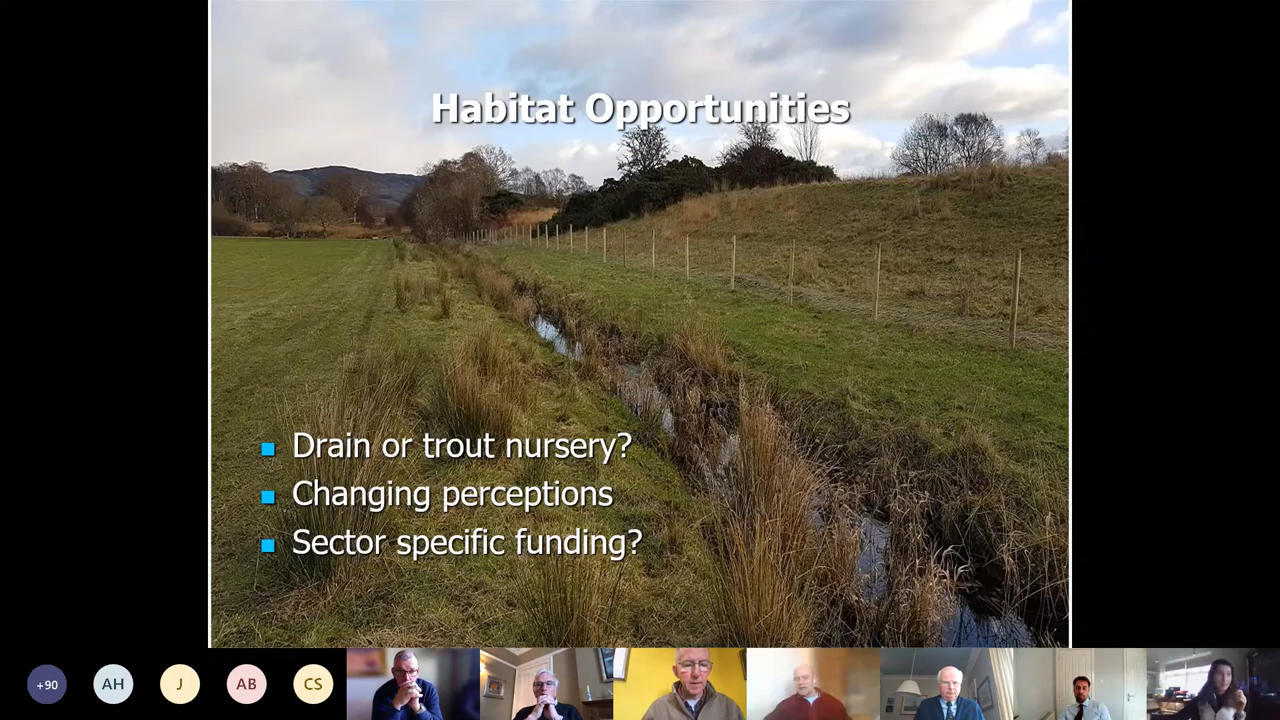 Habitat Opportunities
Drain or trout nursery?
Changing perceptions
Sector specific funding?
+90
AH
J
AB
CS